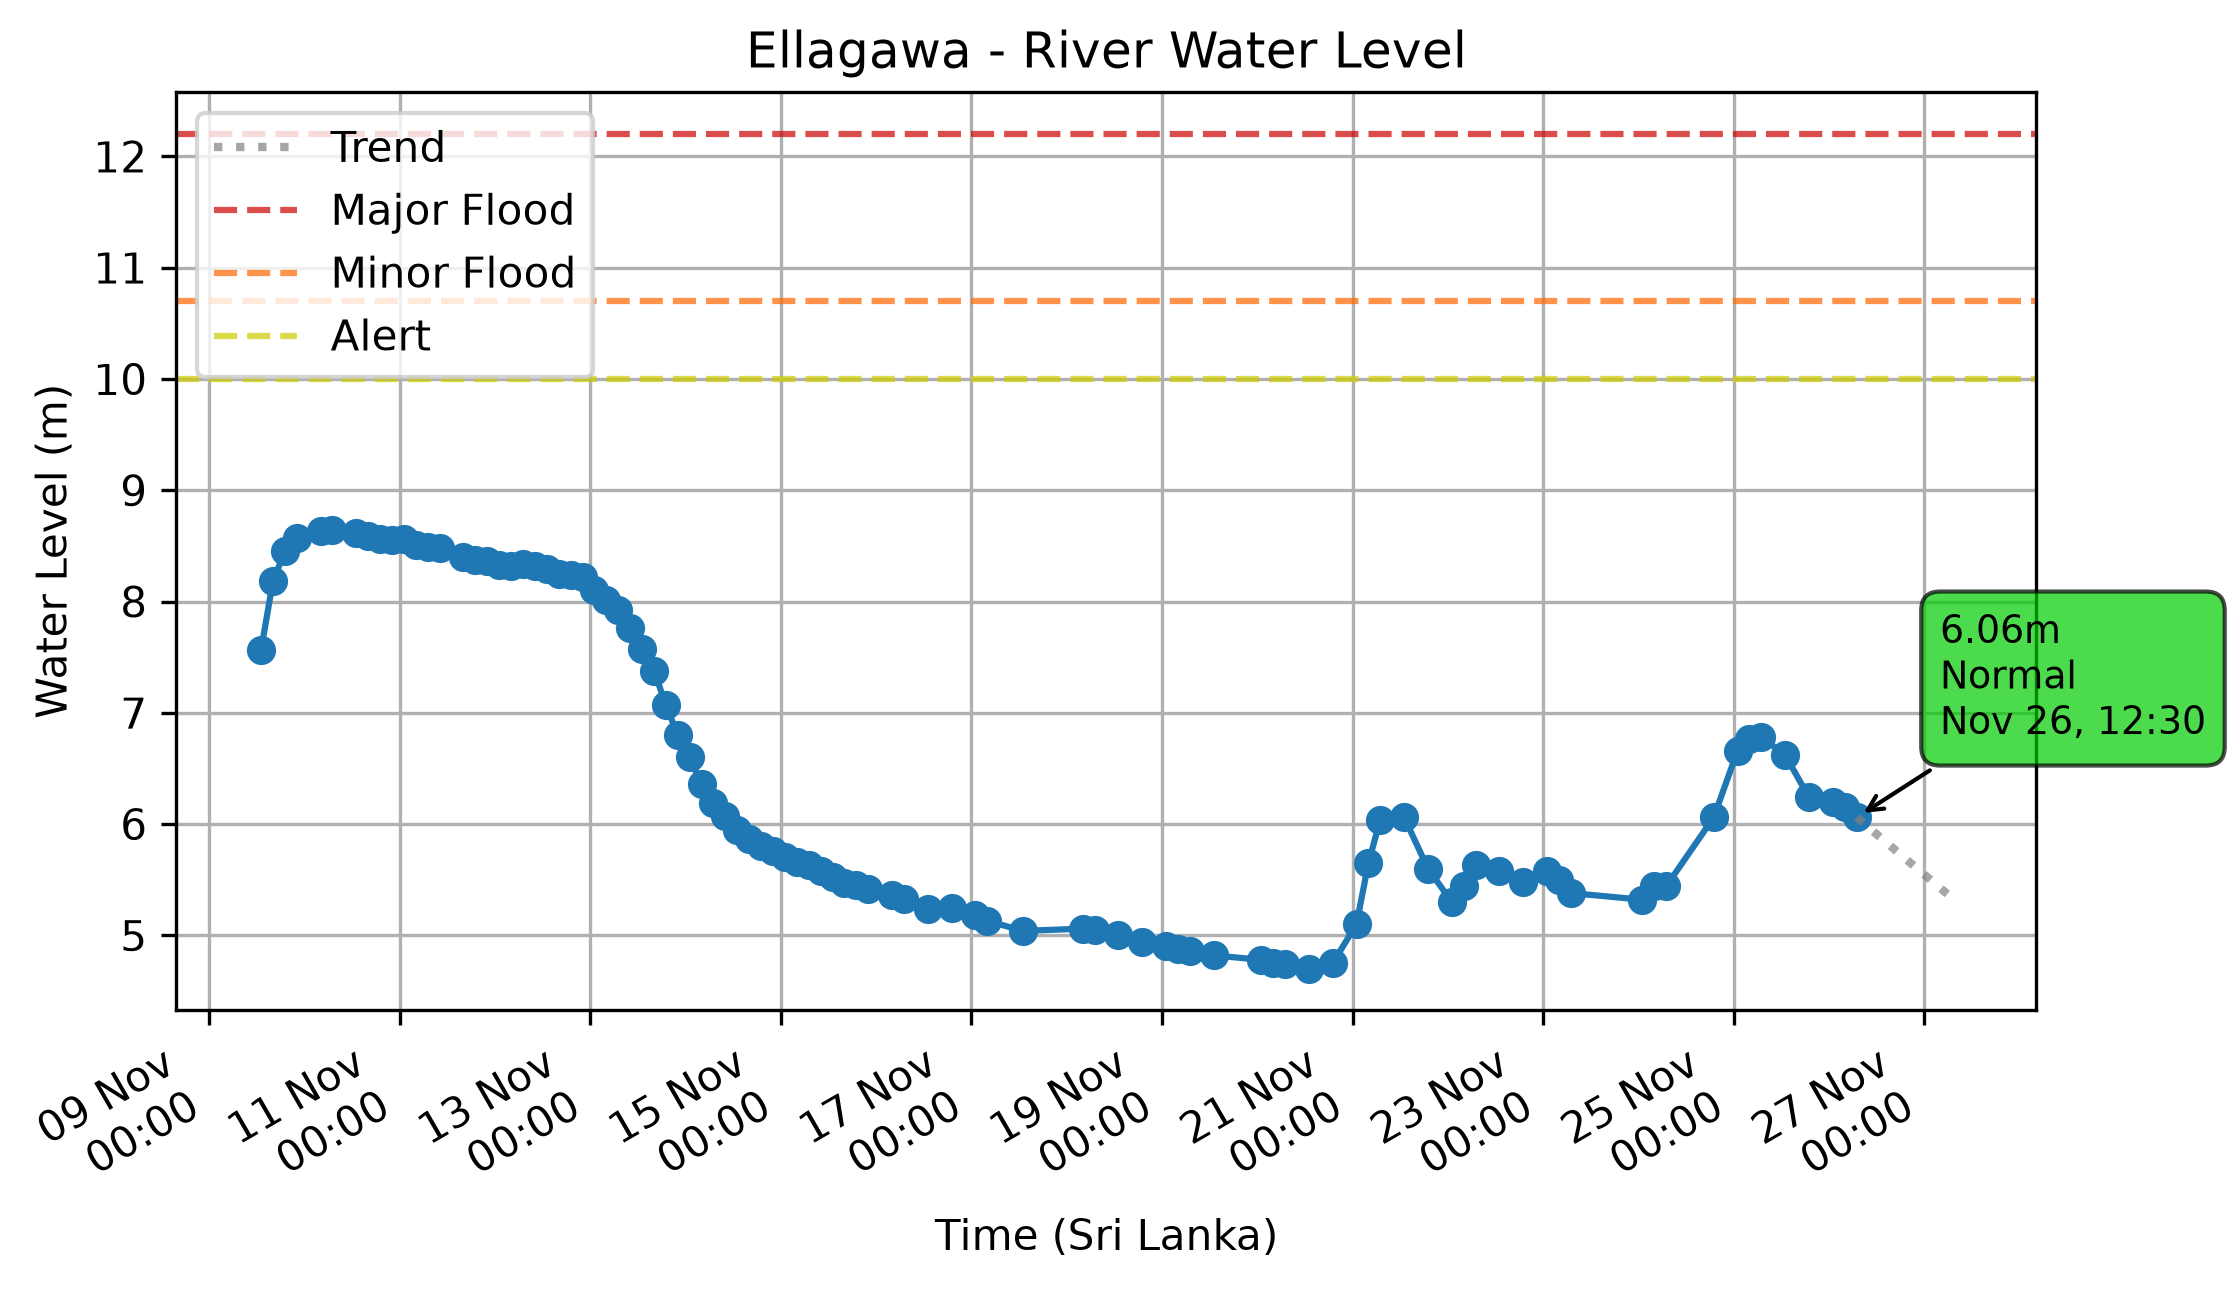 Ellagawa - River Water Level
Trend
Major Flood
Minor Flood
Alert
Water Level (m)
12
11
10
9
8
7
6
5
6.06m
Normal
Nov 26, 12:30
09 Nov
00:00
11 Nov
00:00
13 Nov
00:00
15 Nov
00:00
17 Nov
00:00
19 Nov
00:00
21 Nov
00:00
23 Nov
00:00
25 Nov
00:00
27 Nov
00:00
Time (Sri Lanka)